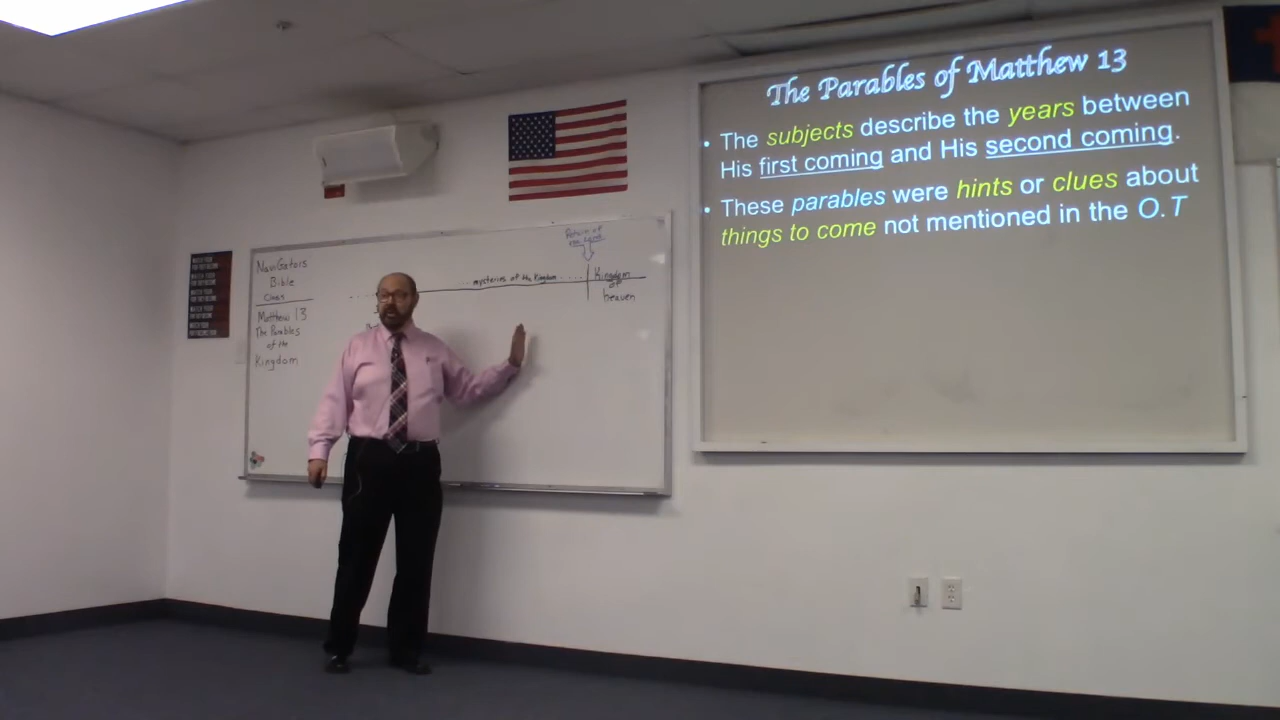 NaviGators
Bible
Class
Matthew 13
The Parables
of the
Kingdom
Return of
the Lord
mysteries of the Kingdom
Kingdom
of
heaven
The Parables of Matthew 13
• The subjects describe the years between
His first coming and His second coming.
• These parables were hints or clues about
things to come not mentioned in the O.T